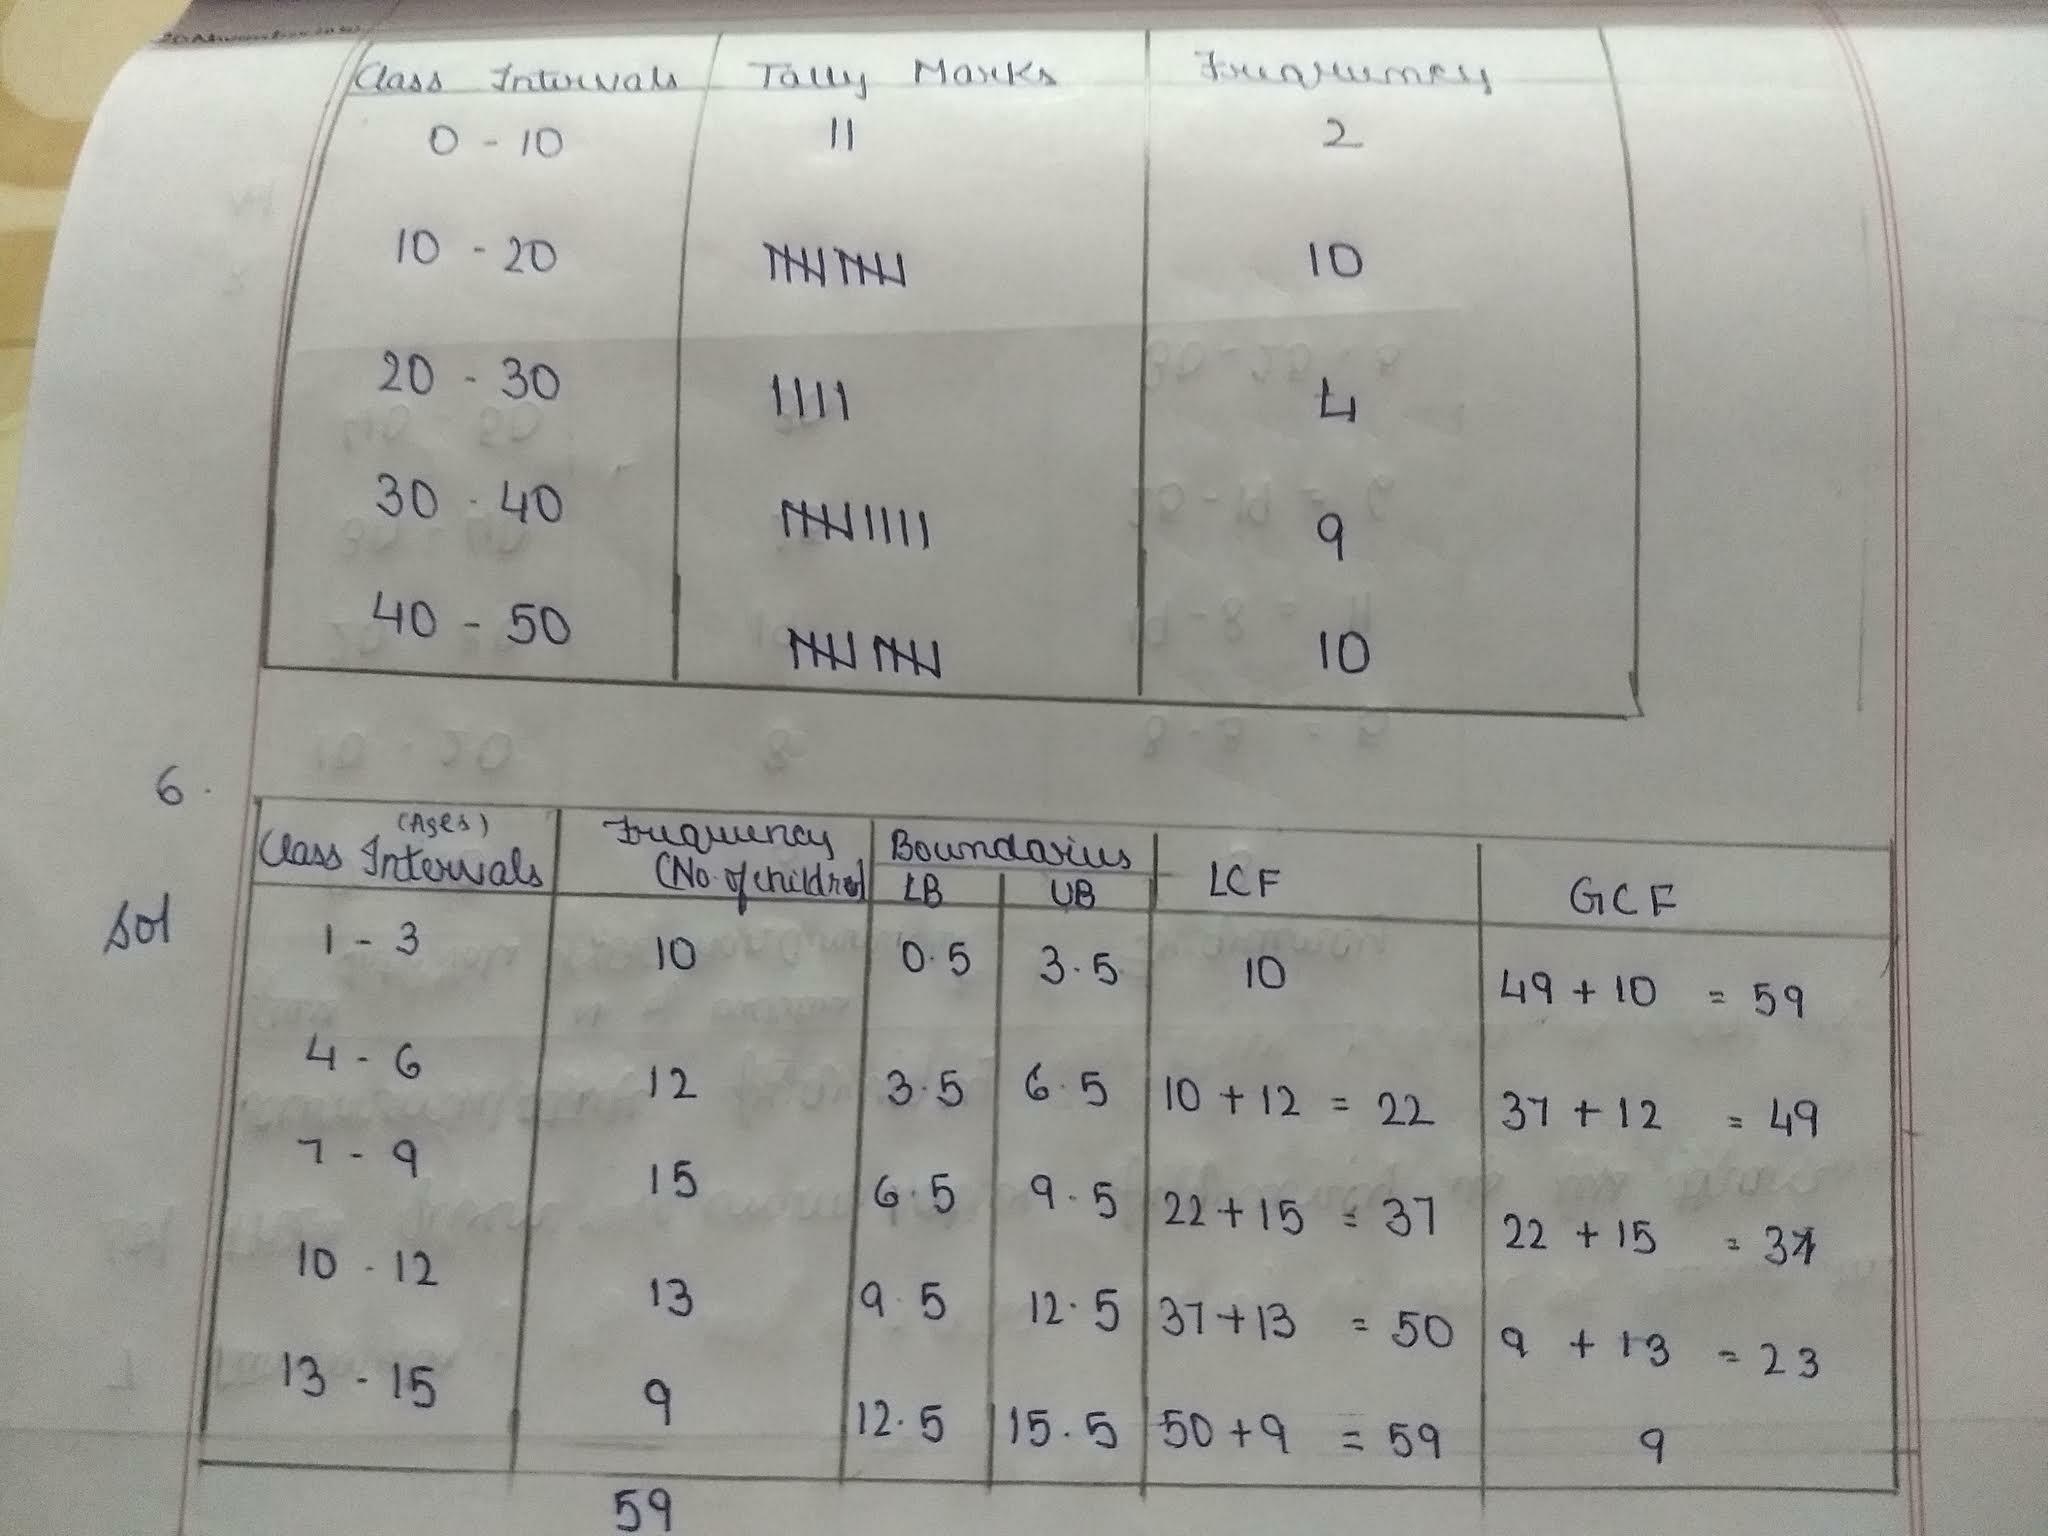 Class Intervals Tally Marks Frequency
0 - 10 || 2
10 - 20 𝍸 𝍸 10
20 - 30 |||| 4
30 - 40 𝍸 |||| 9
40 - 50 𝍸 𝍸 10
6.
(Ages) Frequency Boundaries
Class Intervals (No. of children) LB UB LCF GCF
Sol 1 - 3 10 0.5 3.5 10 49 + 10 = 59
4 - 6 12 3.5 6.5 10 + 12 = 22 37 + 12 = 49
7 - 9 15 6.5 9.5 22 + 15 = 37 22 + 15 = 37
10 - 12 13 9.5 12.5 37 + 13 = 50 9 + 13 = 23
13 - 15 9 12.5 15.5 50 + 9 = 59 9
59